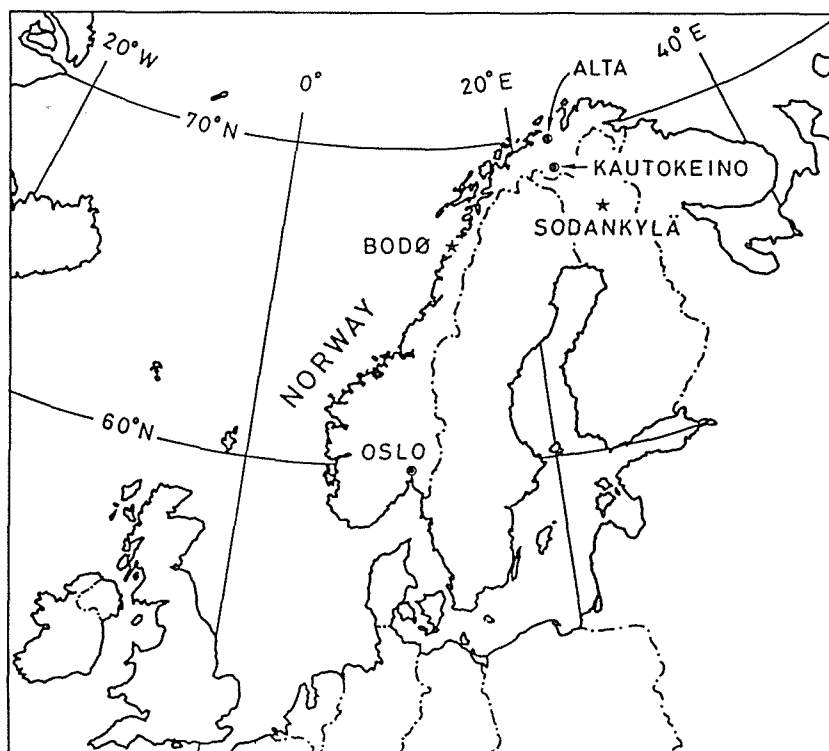 20°W
0°
20°E
ALTA
40°E
70°N
KAUTOKEINO
SODANKYLÄ
BODØ
NORWAY
60°N
OSLO